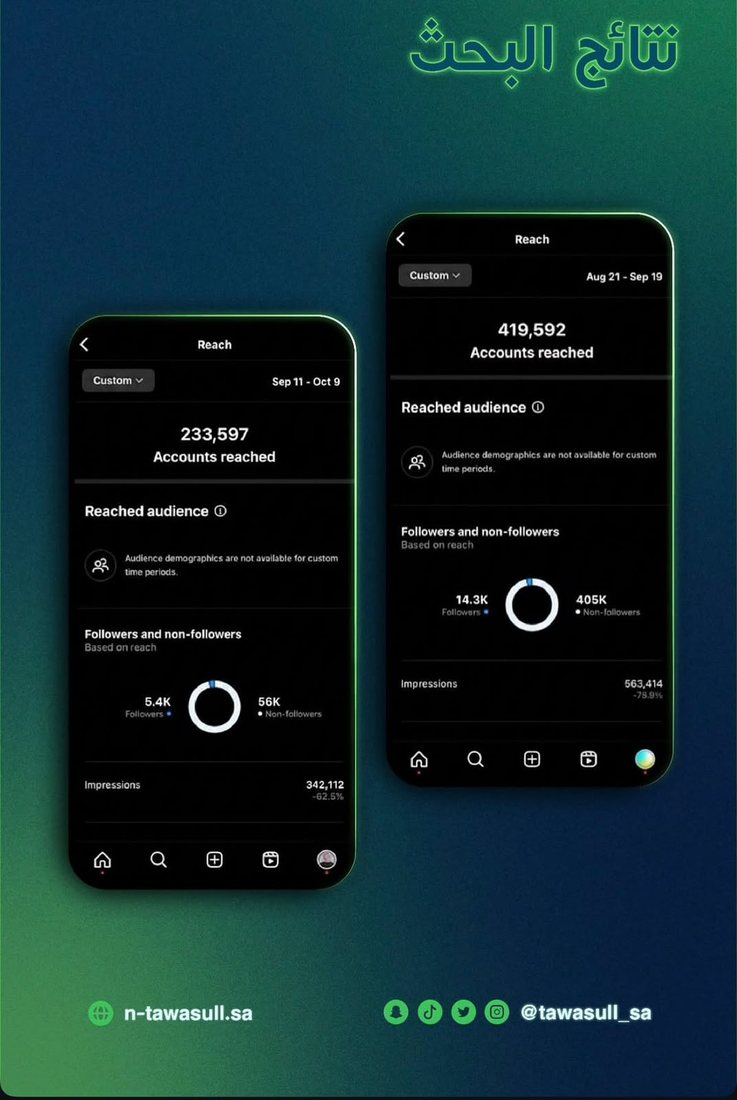 نتائج البحث
Reach
Custom
Aug 21 - Sep 19
419,592
Accounts reached
Reached audience
Audience demographics are not available for custom
time periods.
Followers and non-followers
Based on reach
14.3K
Followers
405K
Non-followers
Impressions
563,414
-78.9%
Reach
Custom
Sep 11 - Oct 9
233,597
Accounts reached
Reached audience
Audience demographics are not available for custom
time periods.
Followers and non-followers
Based on reach
5.4K
Followers
56K
Non-followers
Impressions
342,112
-62.5%
n-tawasull.sa
@tawasull_sa